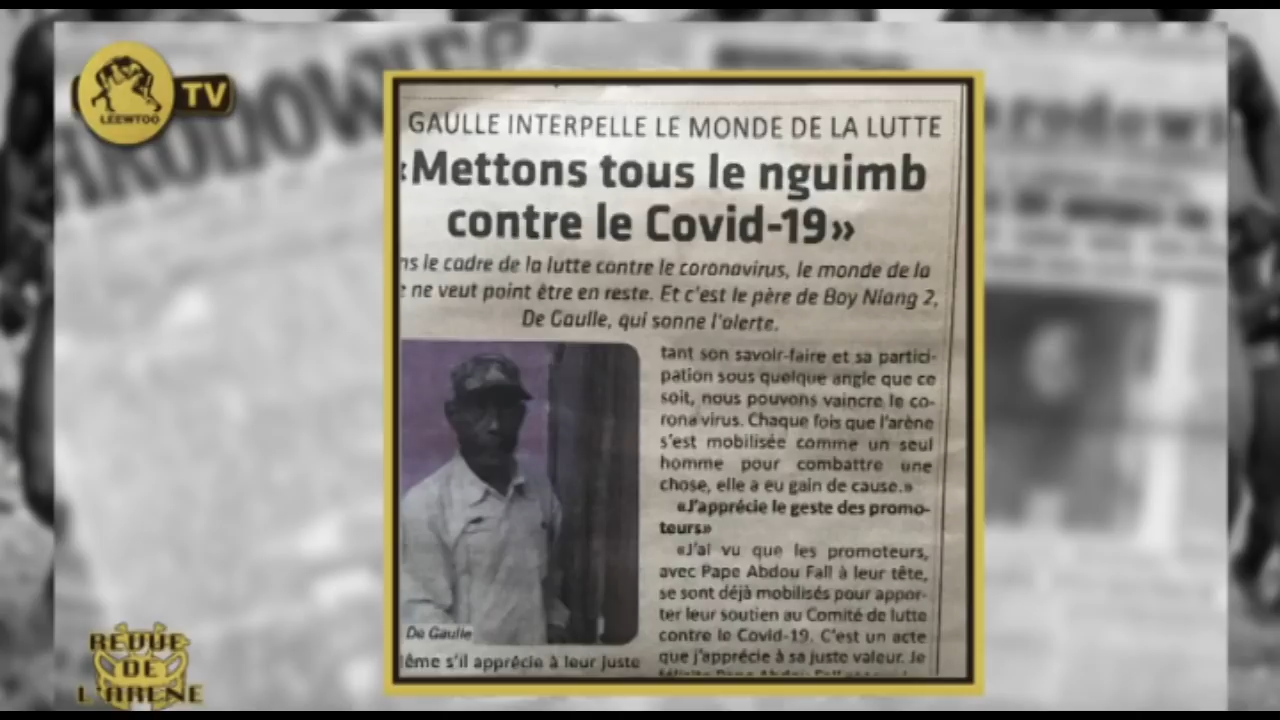 LEEWTOO
TV
GAULLE INTERPELLE LE MONDE DE LA LUTTE
«Mettons tous le nguimb
contre le Covid-19»
ns le cadre de la lutte contre le coronavirus, le monde de la
e ne veut point être en reste. Et c'est le père de Boy Niang 2,
De Gaulle, qui sonne l'alerte.
De Gaulle
lême s'il apprécie à leur juste
tant son savoir-faire et sa partici-
pation sous quelque angle que ce
soit, nous pouvons vaincre le co-
ronavirus. Chaque fois que l'arène
s'est mobilisée comme un seul
homme pour combattre une
chose, elle a eu gain de cause.»
«J'apprécie le geste des promo-
teurs»
«J'ai vu que les promoteurs,
avec Pape Abdou Fall à leur tête,
se sont déjà mobilisés pour appor-
ter leur soutien au Comité de lutte
contre le Covid-19. C'est un acte
que j'apprécie à sa juste valeur. Je
REVUE
DE
L'ARENE